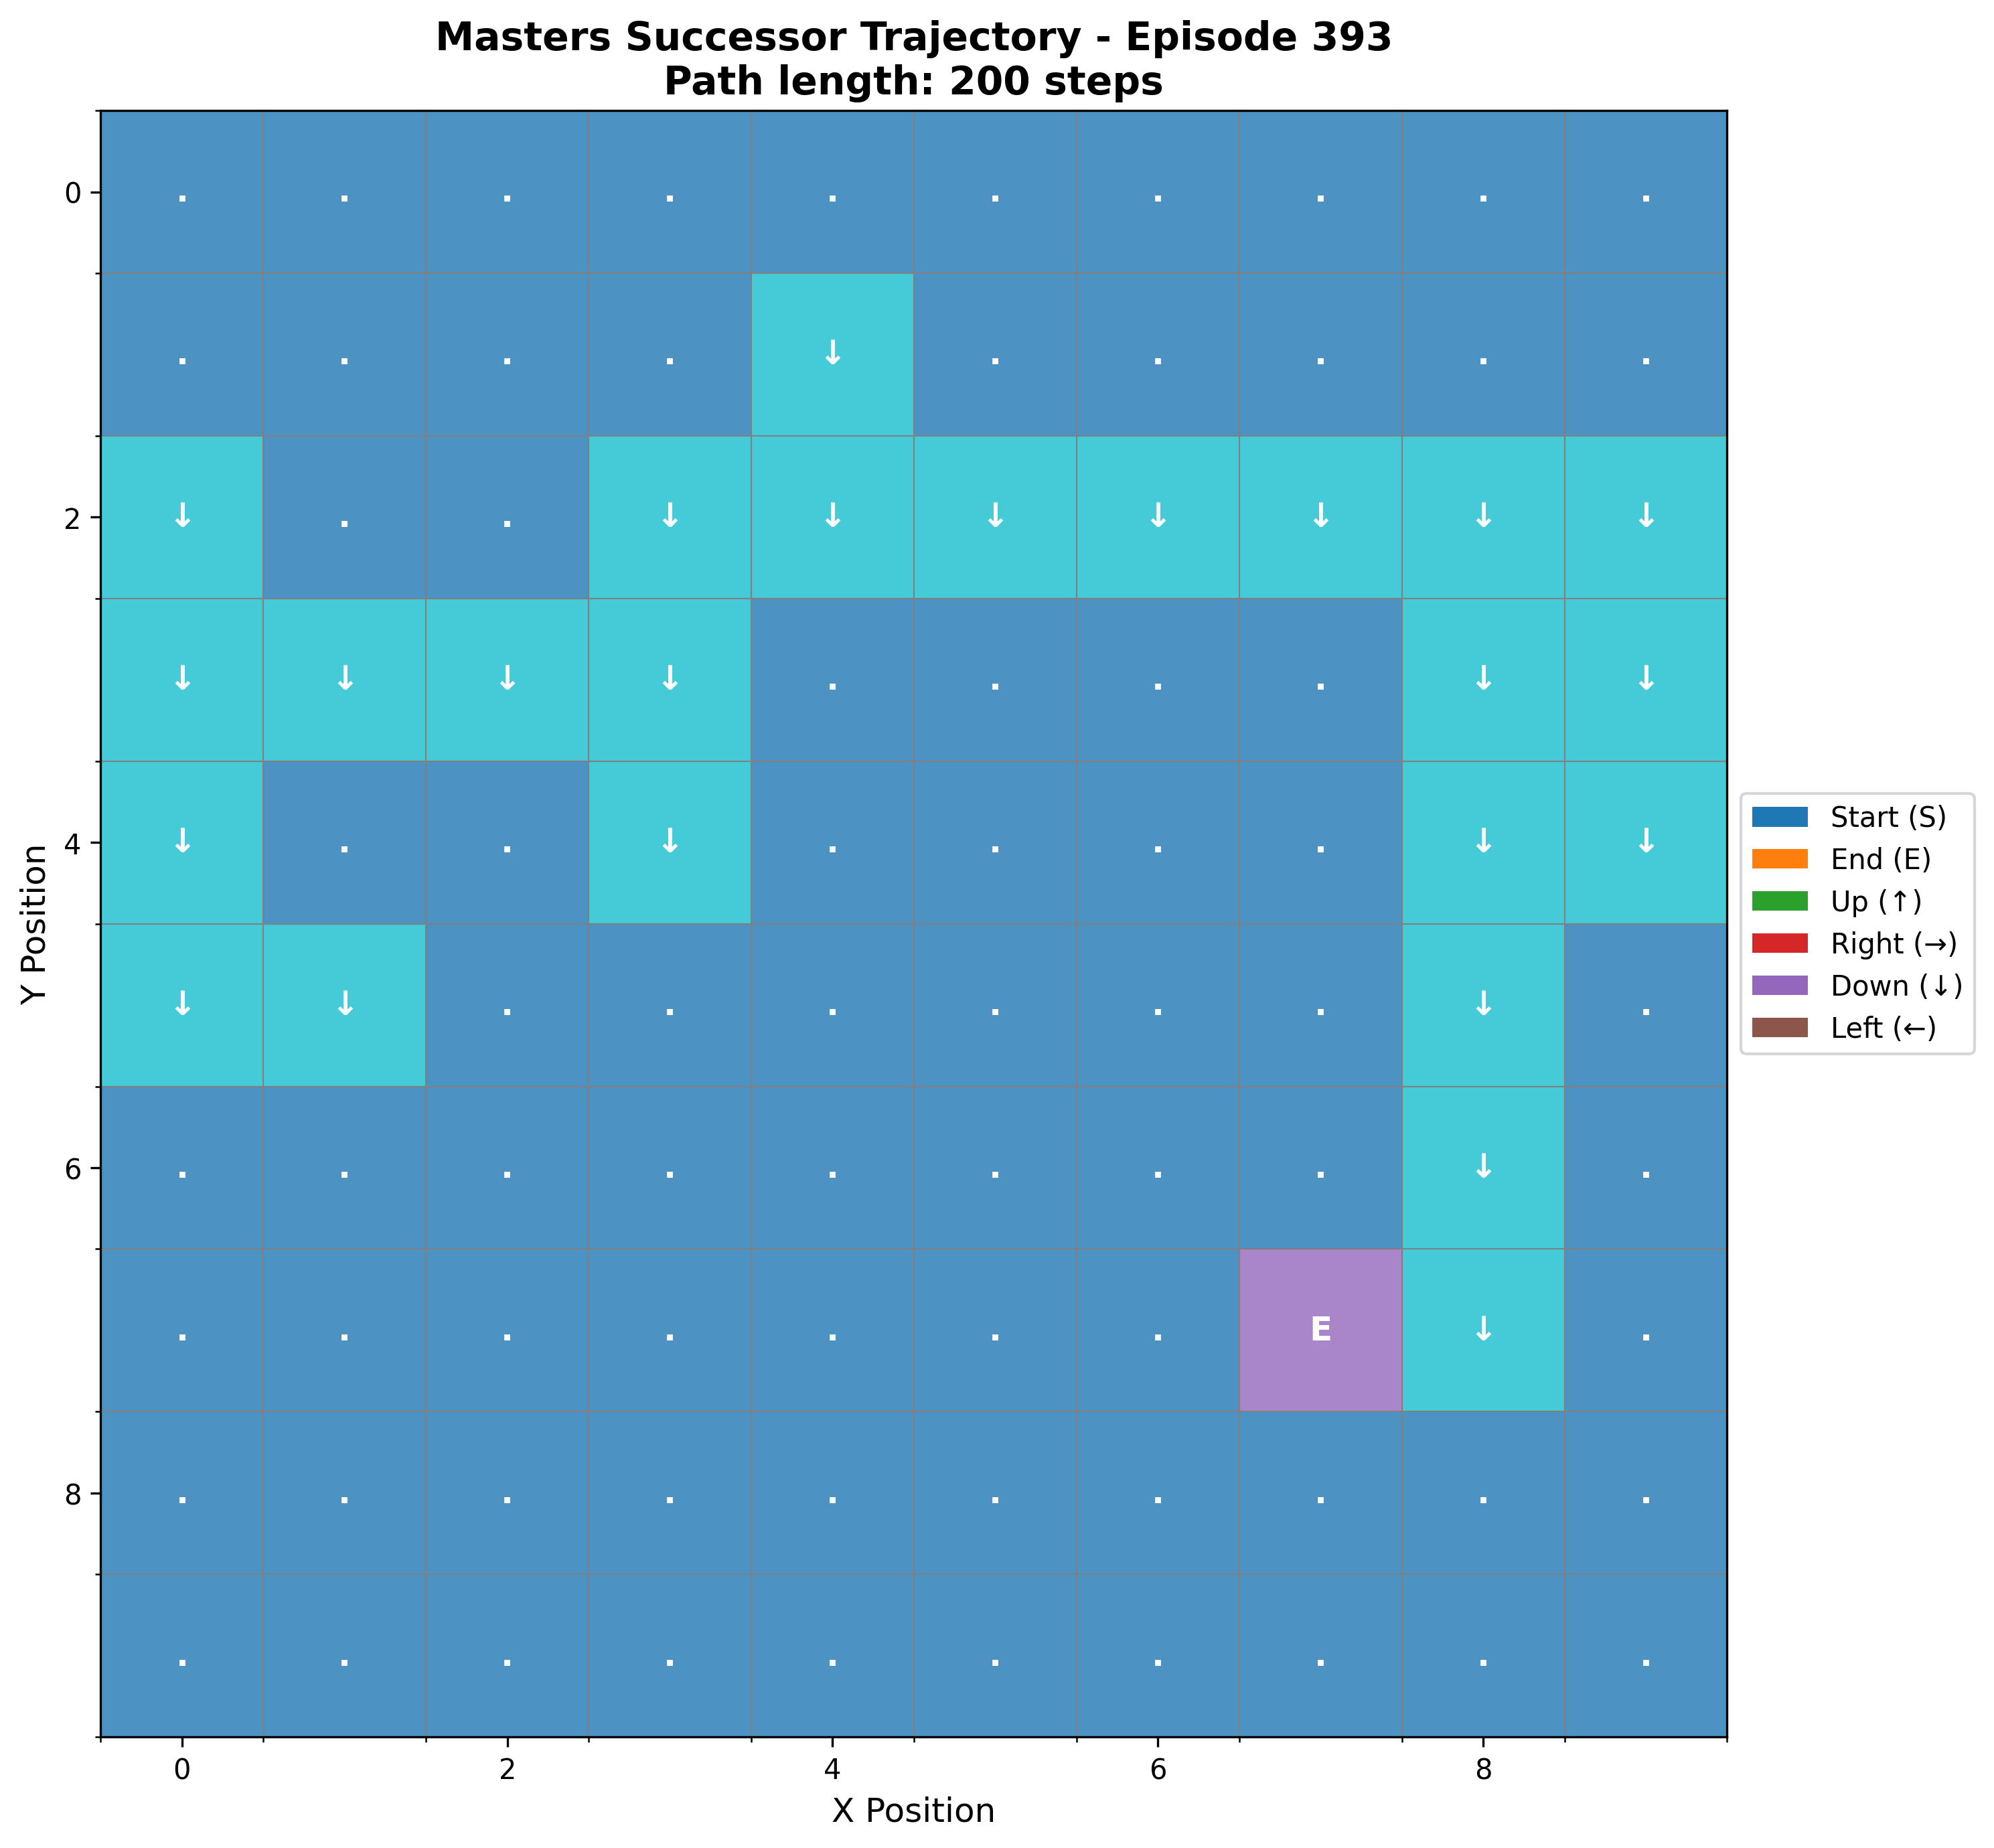 Masters Successor Trajectory - Episode 393
Path length: 200 steps
0 . . . . . . . . . .
. . . . ↓ . . . . .
2 ↓ . . ↓ ↓ ↓ ↓ ↓ ↓ ↓
↓ ↓ ↓ ↓ . . . . ↓ ↓
4 ↓ . . ↓ . . . . ↓ ↓
↓ ↓ . . . . . . ↓ .
6 . . . . . . . . ↓ .
. . . . . . . E ↓ .
8 . . . . . . . . . .
. . . . . . . . . .
0 2 4 6 8
X Position
Y Position
Start (S)
End (E)
Up (↑)
Right (→)
Down (↓)
Left (←)